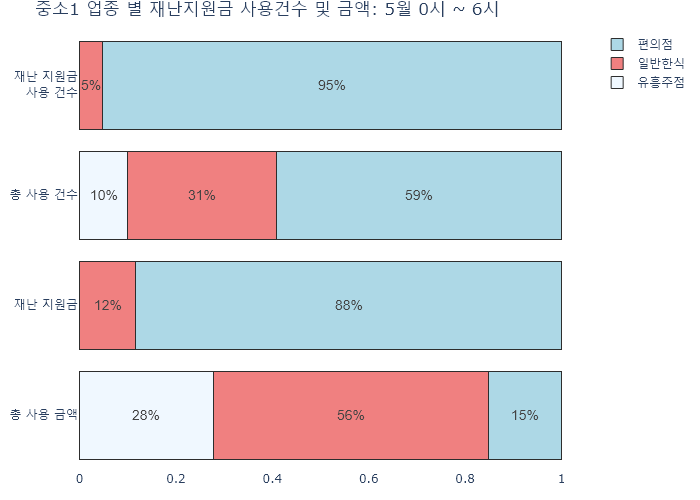 중소1 업종 별 재난지원금 사용건수 및 금액: 5월 0시 ~ 6시
편의점
일반한식
유흥주점
재난 지원금
사용 건수
5%
95%
총 사용 건수
10%
31%
59%
재난 지원금
12%
88%
총 사용 금액
28%
56%
15%
0
0.2
0.4
0.6
0.8
1